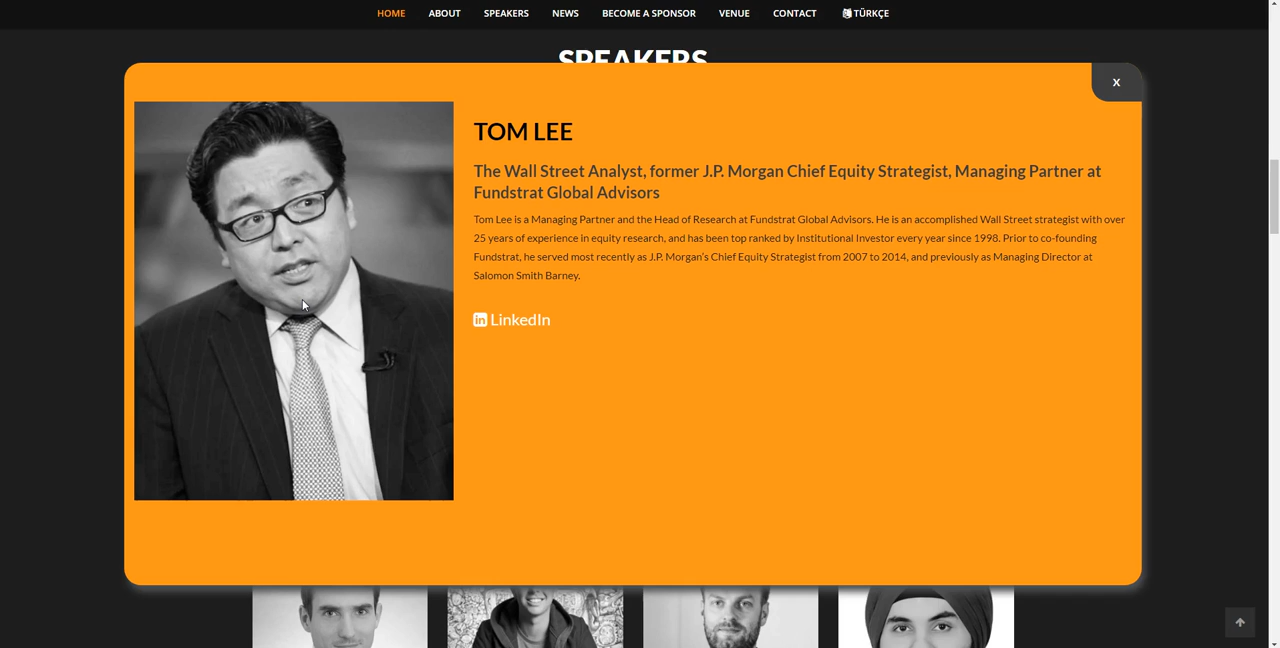 HOME ABOUT SPEAKERS NEWS BECOME A SPONSOR VENUE CONTACT TÜRKÇE
SPEAKERS
X
TOM LEE
The Wall Street Analyst, former J.P. Morgan Chief Equity Strategist, Managing Partner at
Fundstrat Global Advisors
Tom Lee is a Managing Partner and the Head of Research at Fundstrat Global Advisors. He is an accomplished Wall Street strategist with over
25 years of experience in equity research, and has been top ranked by Institutional Investor every year since 1998. Prior to co-founding
Fundstrat, he served most recently as J.P. Morgan’s Chief Equity Strategist from 2007 to 2014, and previously as Managing Director at
Salomon Smith Barney.
in LinkedIn